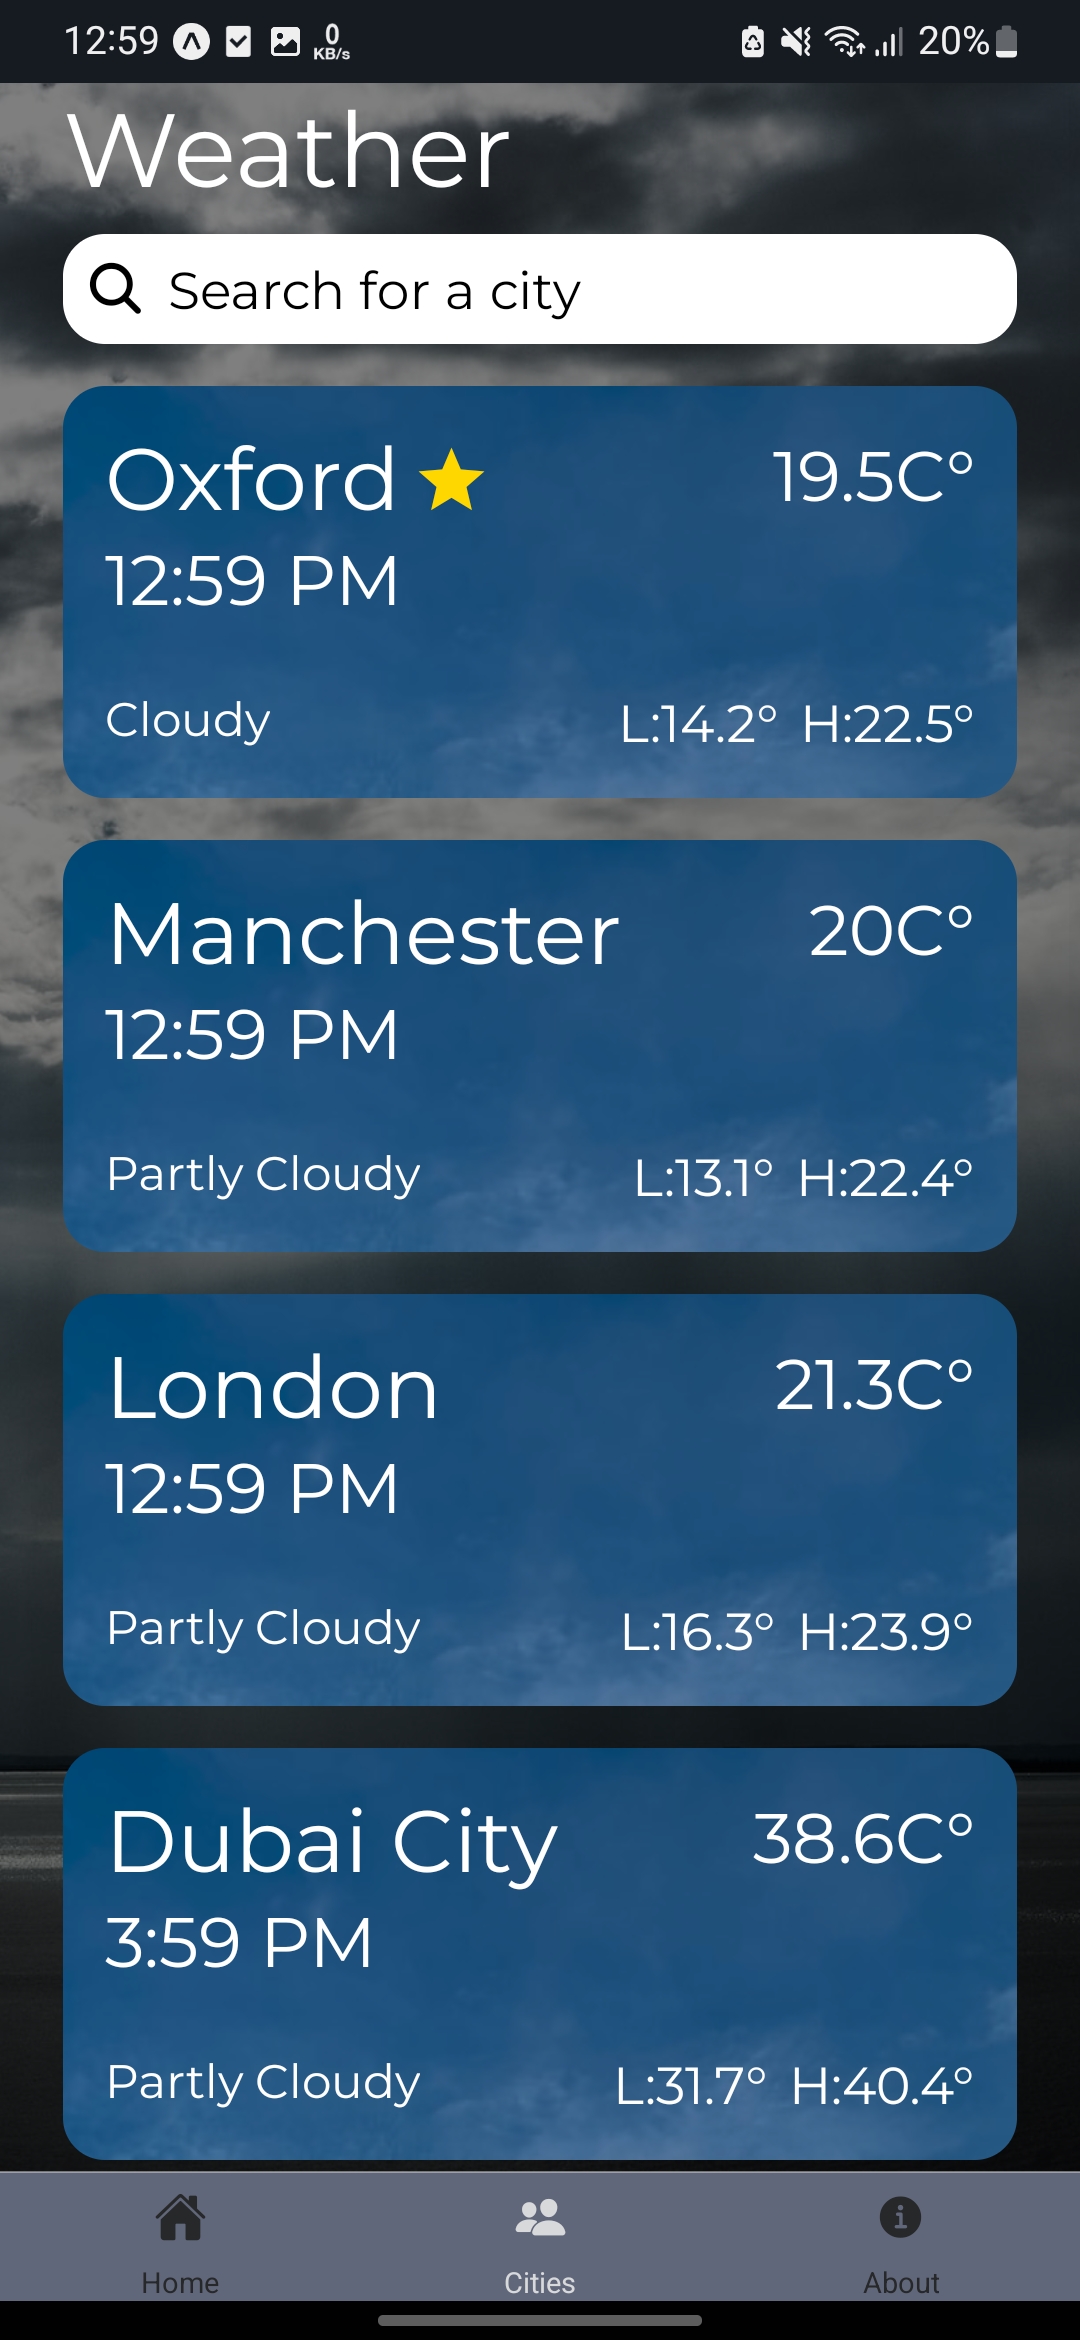 12:59 0 KB/s 20%
Weather
Search for a city
Oxford 19.5C°
12:59 PM
Cloudy L:14.2° H:22.5°
Manchester 20C°
12:59 PM
Partly Cloudy L:13.1° H:22.4°
London 21.3C°
12:59 PM
Partly Cloudy L:16.3° H:23.9°
Dubai City 38.6C°
3:59 PM
Partly Cloudy L:31.7° H:40.4°
Home Cities About